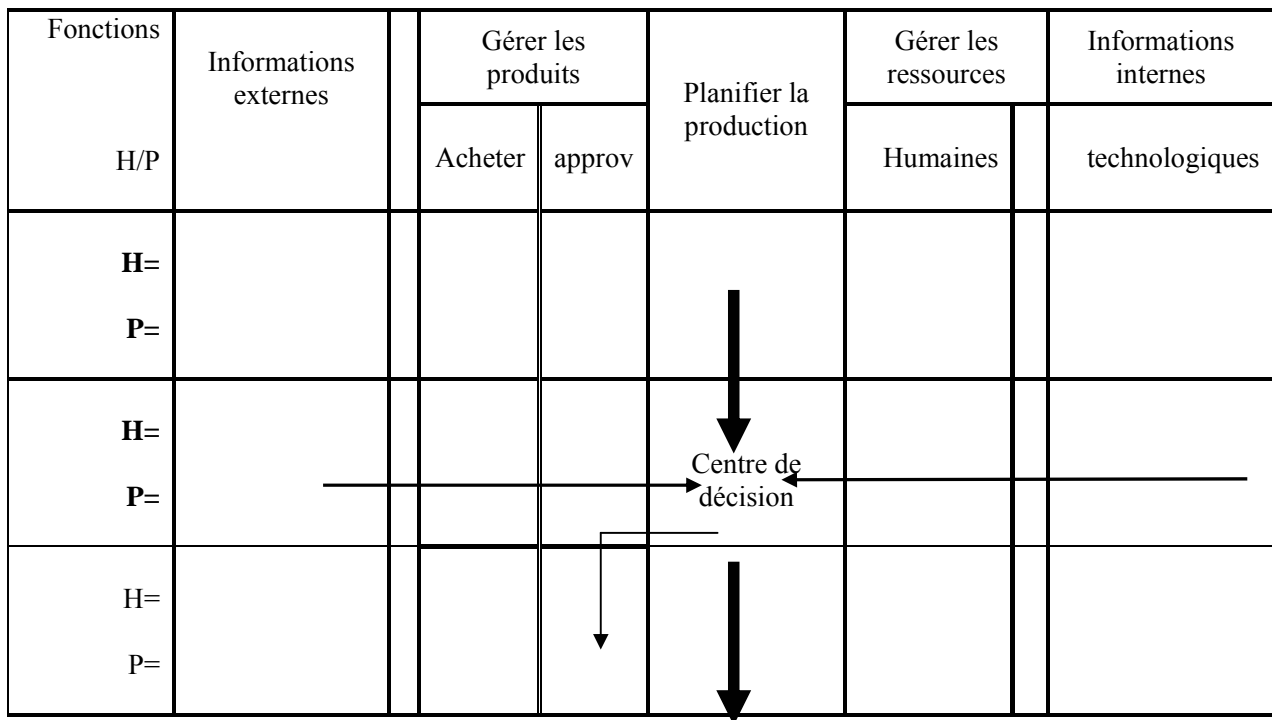 Fonctions
H/P
Informations
externes
Gérer les
produits
Acheter
approv
Planifier la
production
Gérer les
ressources
Humaines
Informations
internes
technologiques
H=
P=
H=
P=
Centre de
décision
H=
P=